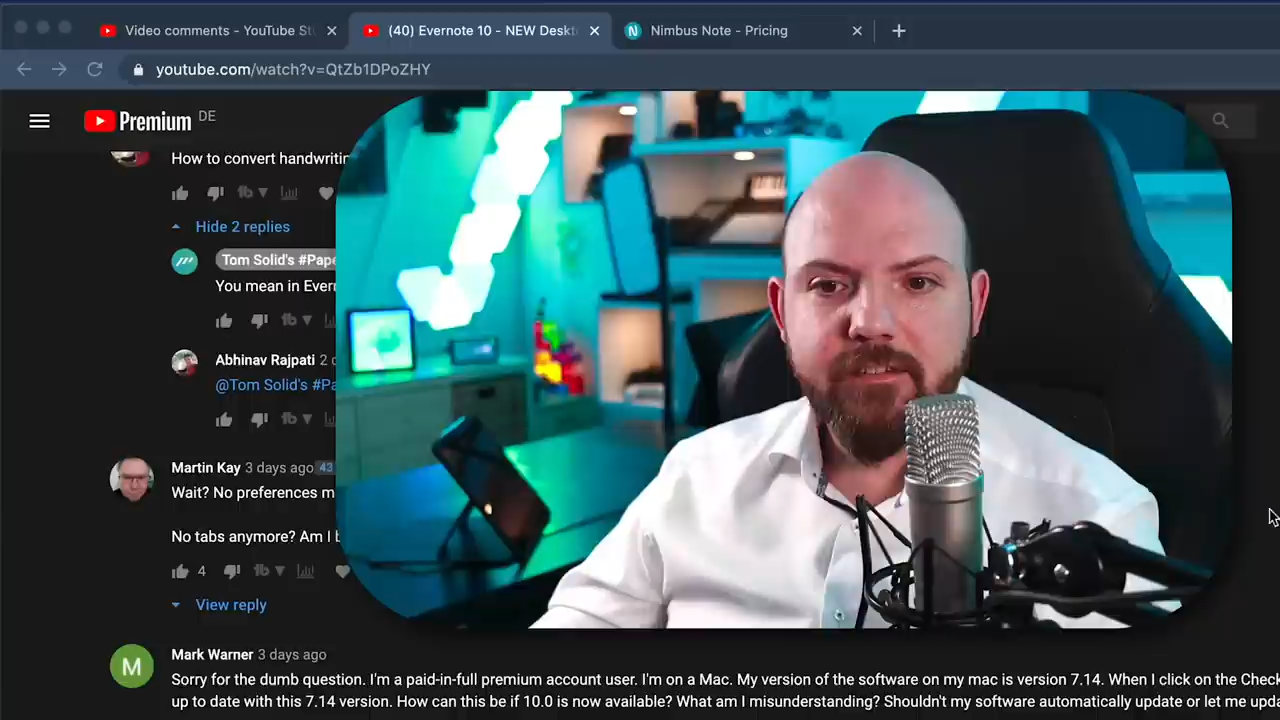 Video comments - YouTube St
(40) Evernote 10 - NEW Deskt
Nimbus Note - Pricing
youtube.com/watch?v=QtZb1DPoZHY
Premium DE
How to convert handwritin
Hide 2 replies
Tom Solid's #Pape
You mean in Ever
Abhinav Rajpati 2 d
@Tom Solid's #Pa
Martin Kay 3 days ago 43
Wait? No preferences m
No tabs anymore? Am I b
4
View reply
M
Mark Warner 3 days ago
Sorry for the dumb question. I'm a paid-in-full premium account user. I'm on a Mac. My version of the software on my mac is version 7.14. When I click on the Check
up to date with this 7.14 version. How can this be if 10.0 is now available? What am I misunderstanding? Shouldn't my software automatically update or let me upda